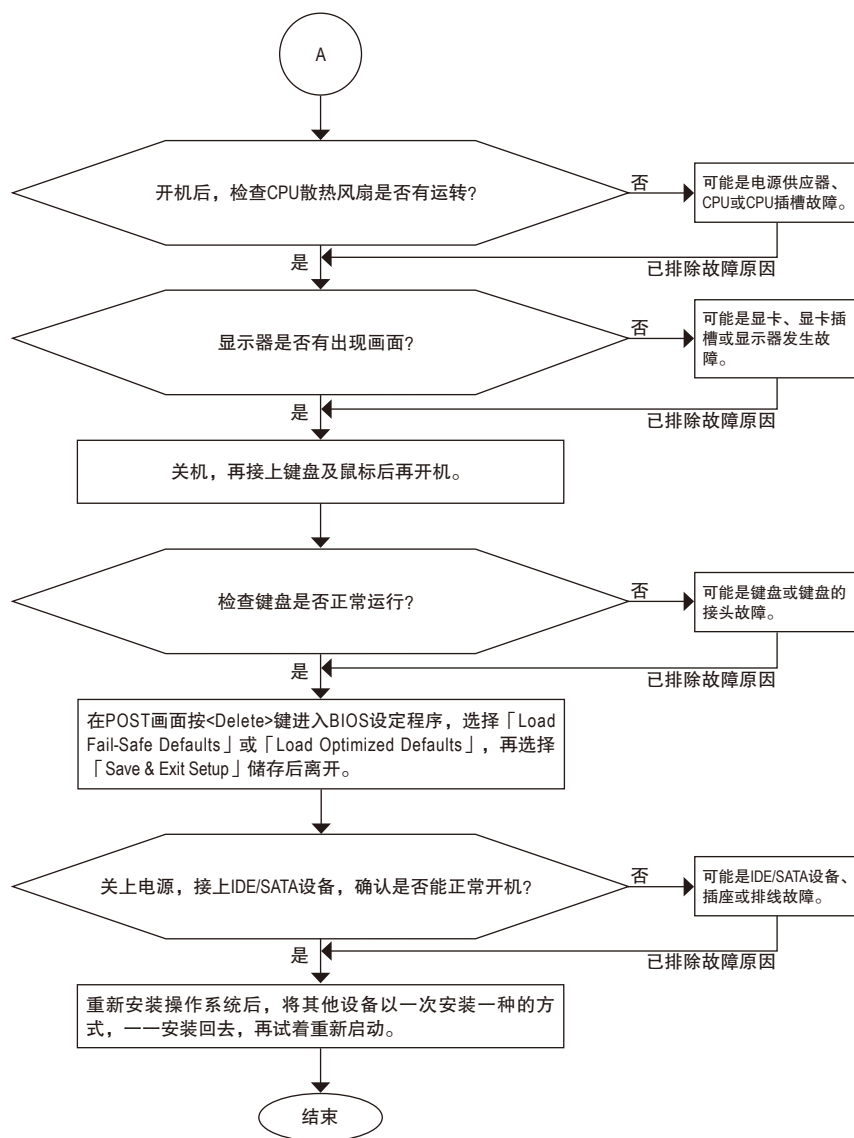 A
开机后，检查CPU散热风扇是否有运转？
否
可能是电源供应器、
CPU或CPU插槽故障。
是
已排除故障原因
显示器是否有出现画面？
否
可能是显卡、显卡插
槽或显示器发生故
障。
是
已排除故障原因
关机，再接上键盘及鼠标后再开机。
检查键盘是否正常运行？
否
可能是键盘或键盘的
接头故障。
是
已排除故障原因
在POST画面按<Delete>键进入BIOS设定程序，选择「Load
Fail-Safe Defaults」或「Load Optimized Defaults」，再选择
「Save & Exit Setup」储存后离开。
关上电源，接上IDE/SATA设备，确认是否能正常开机？
否
可能是IDE/SATA设备、
插座或排线故障。
是
已排除故障原因
重新安装操作系统后，将其他设备以一次安装一种的方
式，一一安装回去，再试着重新启动。
结束